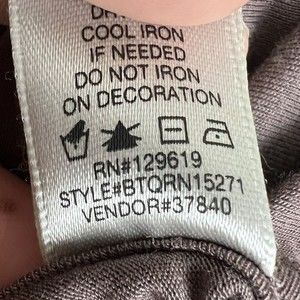 COOL IRON
IF NEEDED
DO NOT IRON
ON DECORATION
RN#129619
STYLE#BTQRN15271
VENDOR#37840